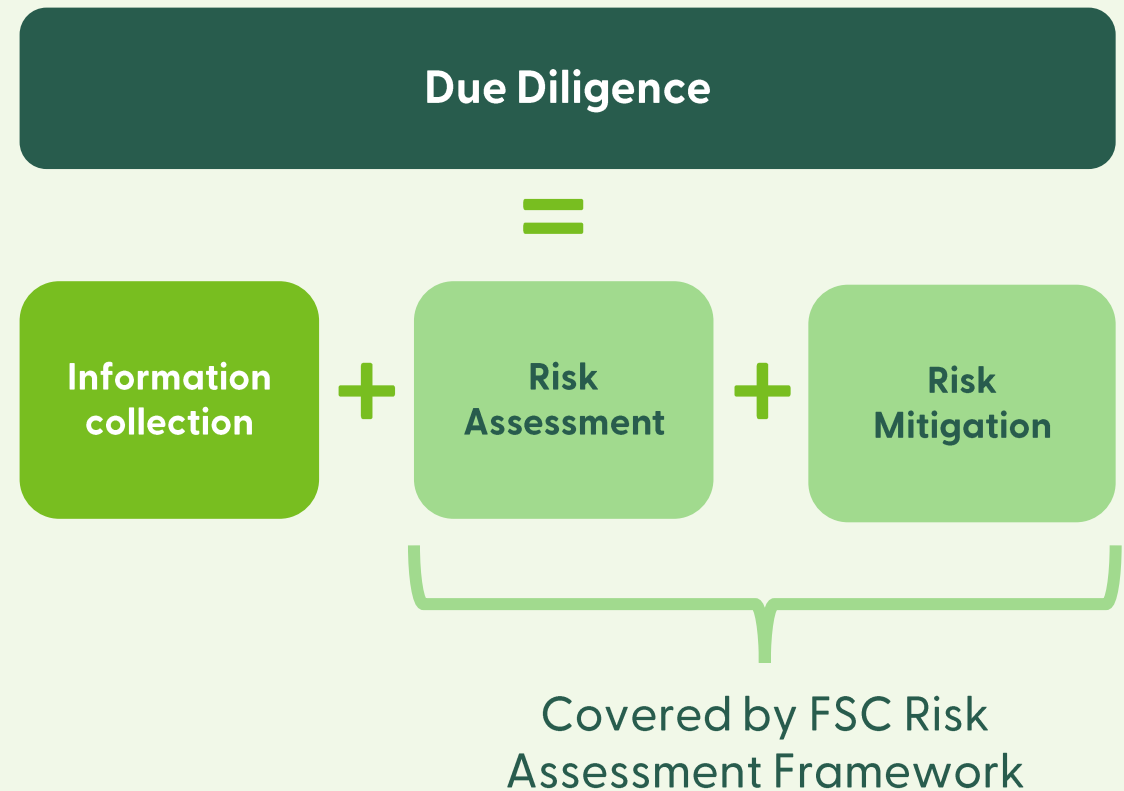 Due Diligence
=
Information
collection
+
Risk
Assessment
+
Risk
Mitigation
Covered by FSC Risk
Assessment Framework